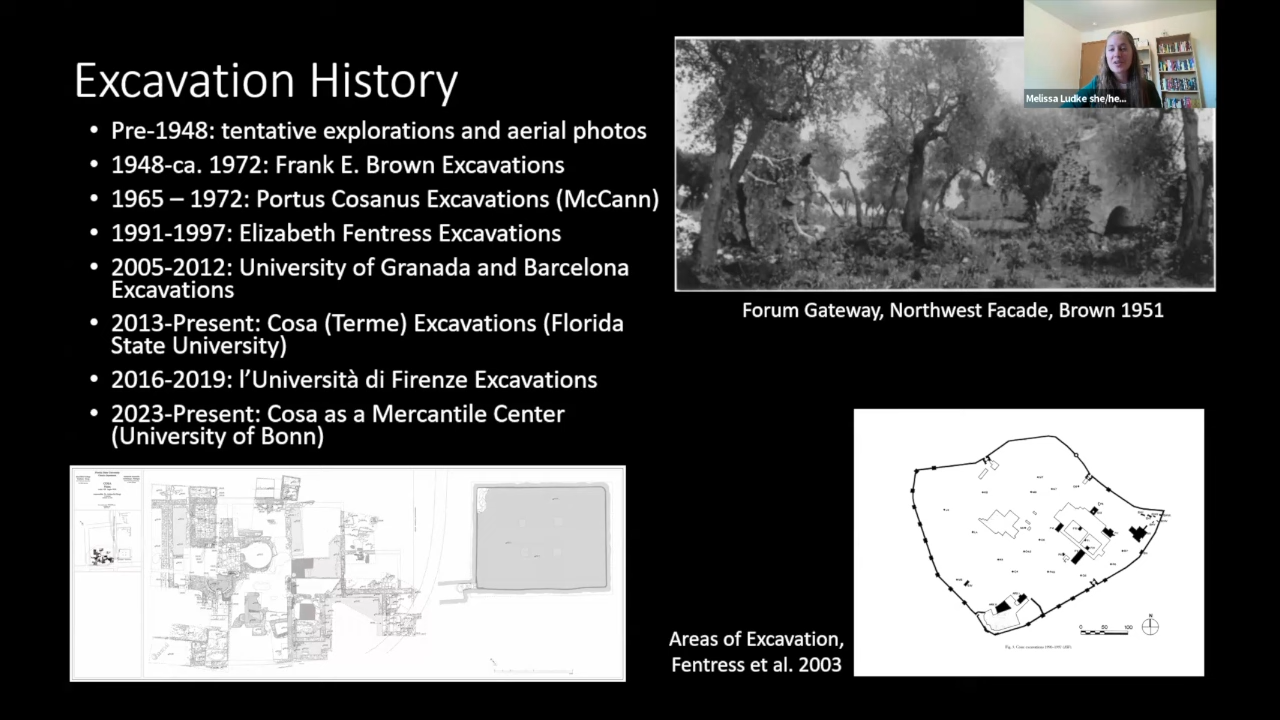 Excavation History
• Pre-1948: tentative explorations and aerial photos
• 1948-ca. 1972: Frank E. Brown Excavations
• 1965 – 1972: Portus Cosanus Excavations (McCann)
• 1991-1997: Elizabeth Fentress Excavations
• 2005-2012: University of Granada and Barcelona
Excavations
• 2013-Present: Cosa (Terme) Excavations (Florida
State University)
• 2016-2019: l’Università di Firenze Excavations
• 2023-Present: Cosa as a Mercantile Center
(University of Bonn)
Melissa Ludke she/he...
Forum Gateway, Northwest Facade, Brown 1951
Areas of Excavation,
Fentress et al. 2003
N
0 50 100